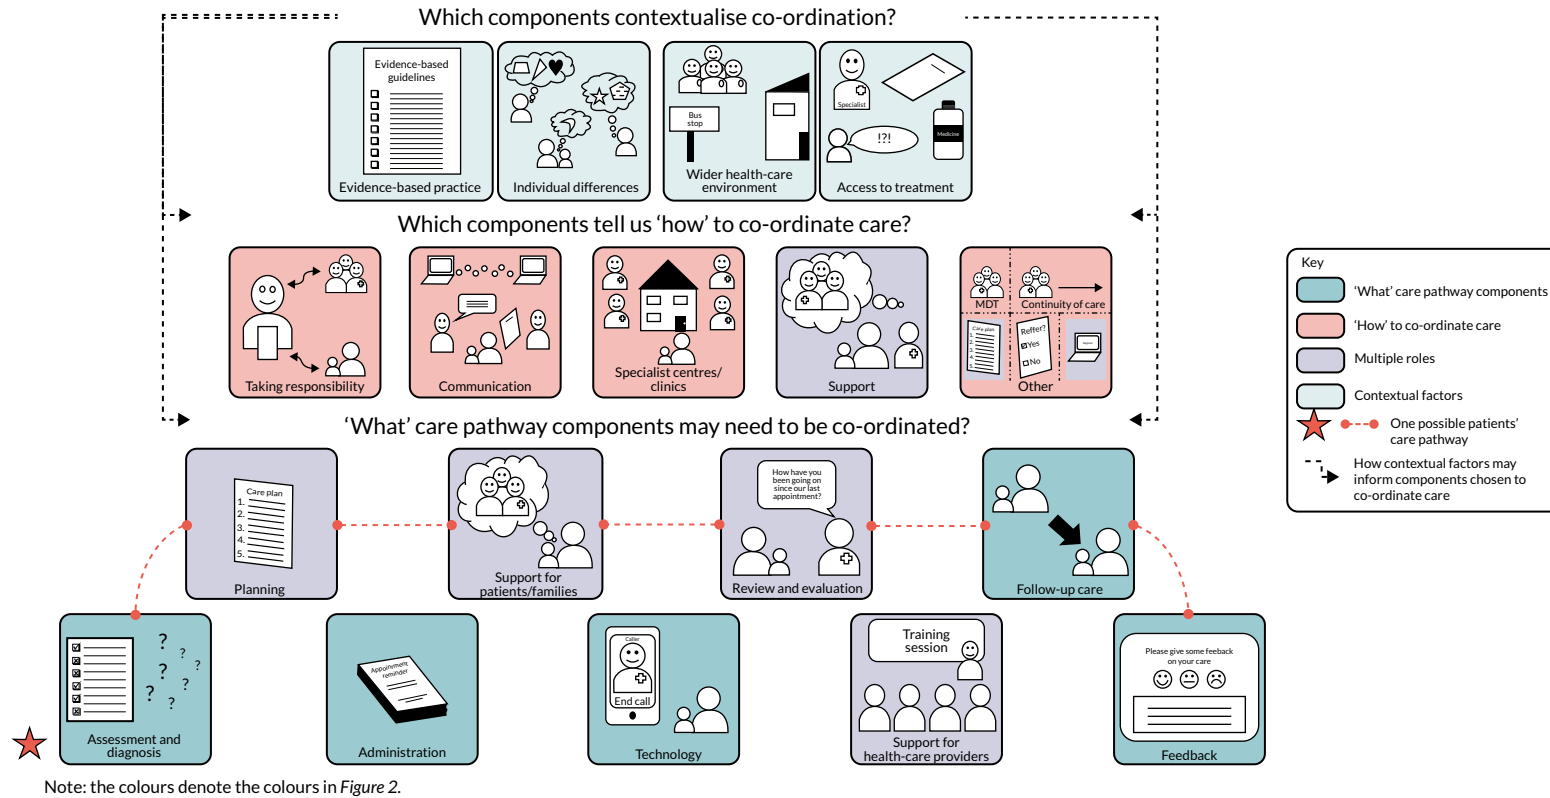 Which components contextualise co-ordination?
Evidence-based
guidelines
Evidence-based practice
Individual differences
Bus
stop
Wider health-care
environment
Specialist
!?!
Medicine
Access to treatment
Which components tell us ‘how’ to co-ordinate care?
Taking responsibility
Communication
Specialist centres/
clinics
Support
MDT
Continuity of care
Care plan
1.
2.
3.
4.
5.
Reffer?
Yes
No
Other
‘What’ care pathway components may need to be co-ordinated?
Care plan
1.
2.
3.
4.
5.
Planning
Support for
patients/families
How have you
been going on
since our last
appointment?
Review and evaluation
Follow-up care
? ? ? ? ? ? ? ?
Assessment and
diagnosis
Appoinment
reminder
Administration
Caller
End call
Technology
Training
session
Support for
health-care providers
Please give some feeback
on your care
Feedback
Key
‘What’ care pathway components
‘How’ to co-ordinate care
Multiple roles
Contextual factors
One possible patients’
care pathway
How contextual factors may
inform components chosen to
co-ordinate care
Note: the colours denote the colours in Figure 2.